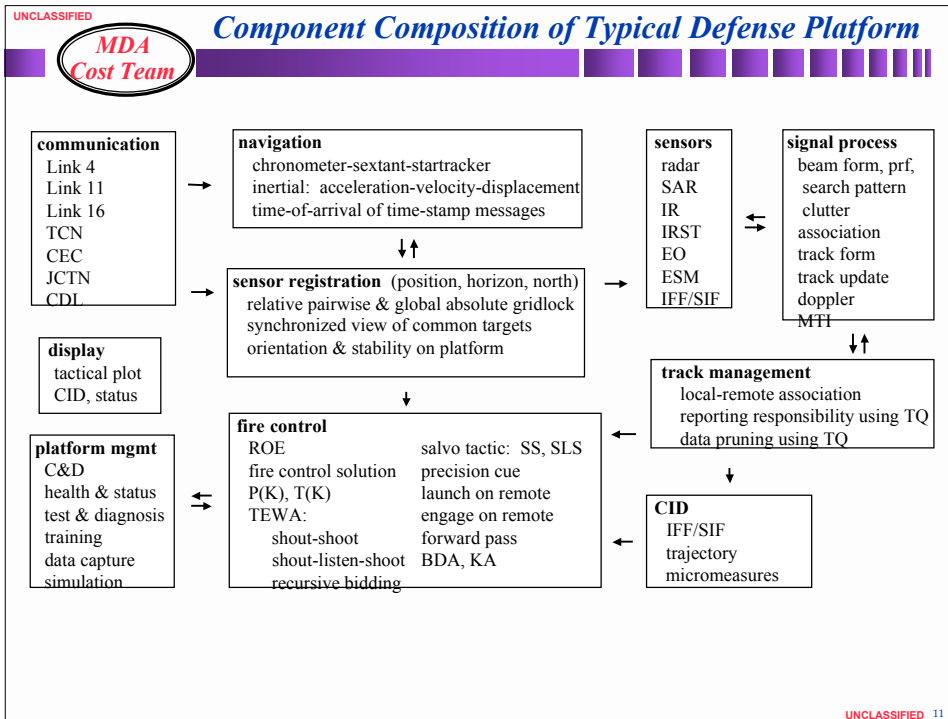 UNCLASSIFIED
Component Composition of Typical Defense Platform
MDA
Cost Team
communication
Link 4
Link 11
Link 16
TCN
CEC
JCTN
CDL
navigation
chronometer-sextant-startracker
inertial: acceleration-velocity-displacement
time-of-arrival of time-stamp messages
sensors
radar
SAR
IR
IRST
EO
ESM
IFF/SIF
signal process
beam form, prf,
search pattern
clutter
association
track form
track update
doppler
MTI
sensor registration (position, horizon, north)
relative pairwise & global absolute gridlock
synchronized view of common targets
orientation & stability on platform
display
tactical plot
CID, status
track management
local-remote association
reporting responsibility using TQ
data pruning using TQ
fire control
ROE
fire control solution
P(K), T(K)
TEWA:
shout-shoot
shout-listen-shoot
recursive bidding
salvo tactic: SS, SLS
precision cue
launch on remote
engage on remote
forward pass
BDA, KA
platform mgmt
C&D
health & status
test & diagnosis
training
data capture
simulation
CID
IFF/SIF
trajectory
micromeasures
UNCLASSIFIED 11